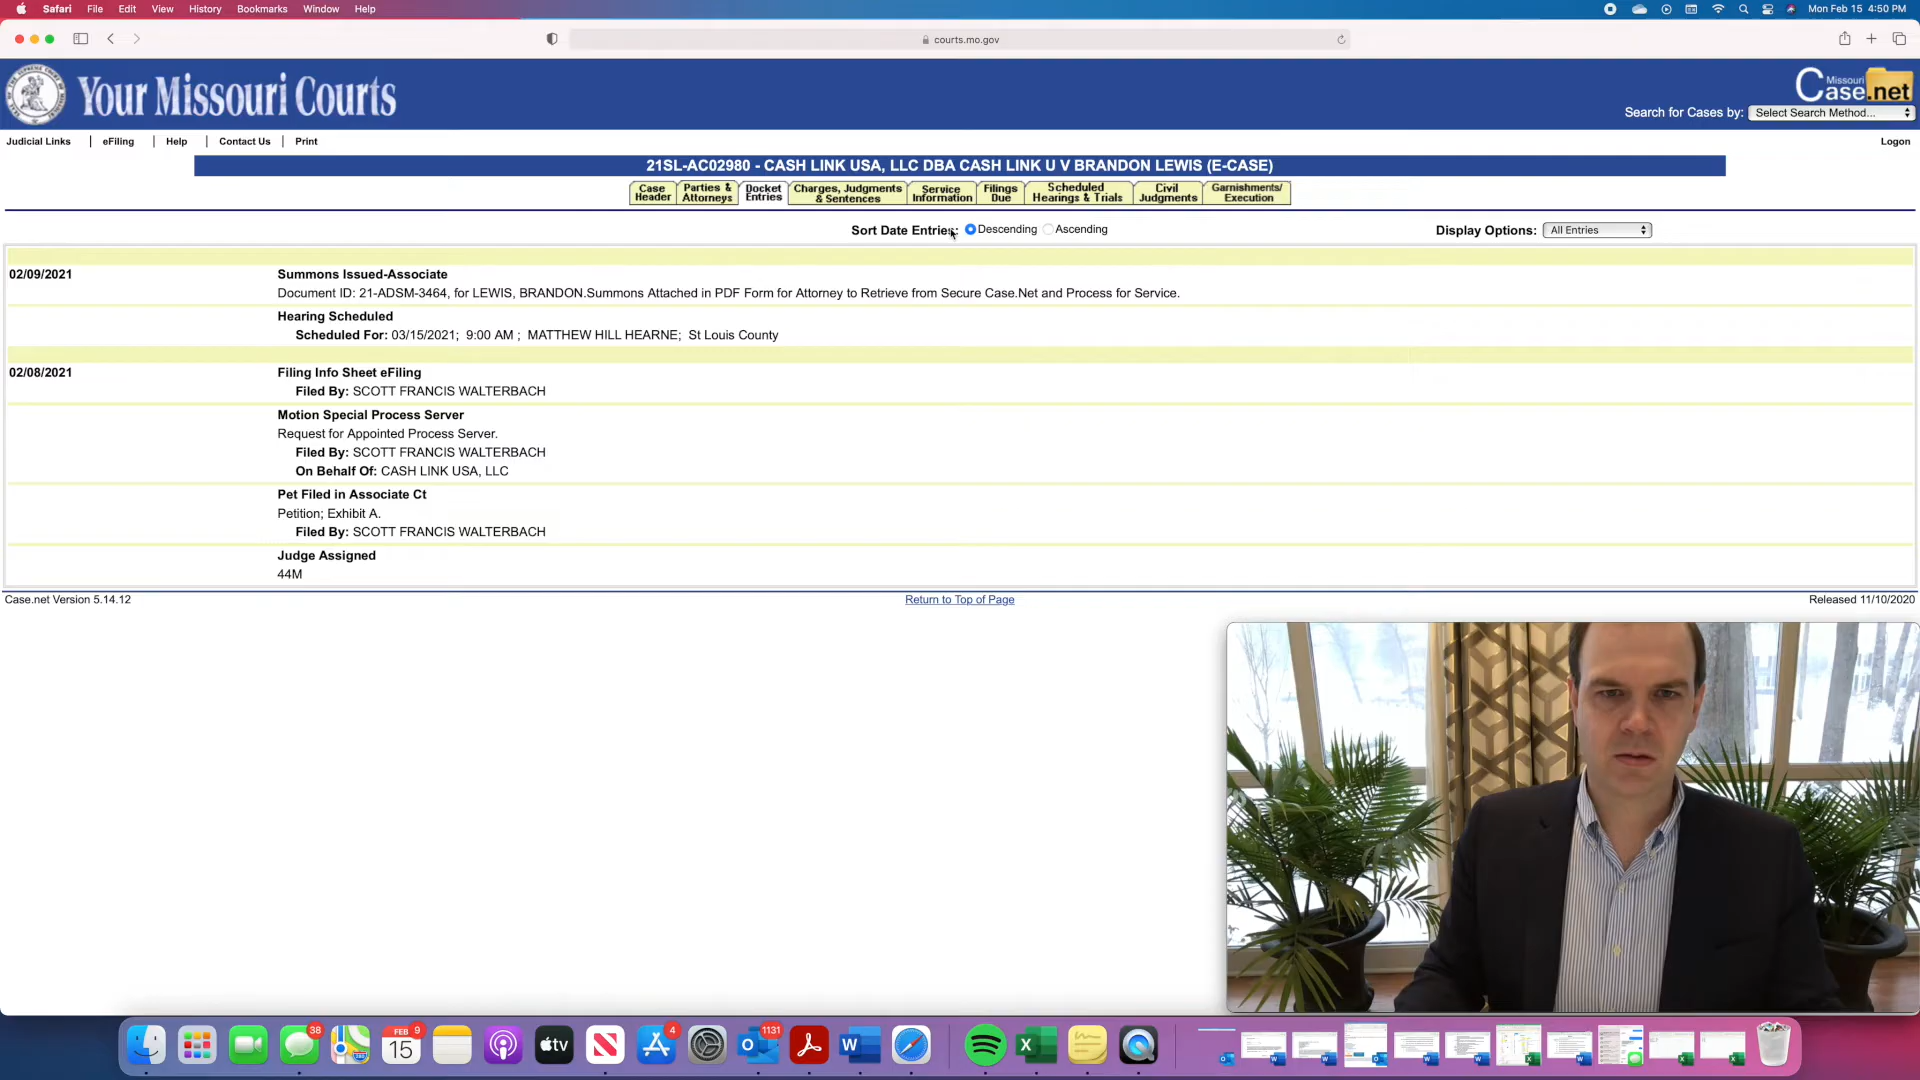 Safari File Edit View History Bookmarks Window Help Mon Feb 15 4:50 PM
courts.mo.gov
Your Missouri Courts
Missouri
Case.net
Search for Cases by: Select Search Method...
Judicial Links | eFiling | Help | Contact Us | Print Logon
21SL-AC02980 - CASH LINK USA, LLC DBA CASH LINK U V BRANDON LEWIS (E-CASE)
Case Header
Parties & Attorneys
Docket Entries
Charges, Judgments & Sentences
Service Information
Filings Due
Scheduled Hearings & Trials
Civil Judgments
Garnishments/ Execution
Sort Date Entries: Descending Ascending Display Options: All Entries
02/09/2021 Summons Issued-Associate
Document ID: 21-ADSM-3464, for LEWIS, BRANDON.Summons Attached in PDF Form for Attorney to Retrieve from Secure Case.Net and Process for Service.
Hearing Scheduled
Scheduled For: 03/15/2021; 9:00 AM ; MATTHEW HILL HEARNE; St Louis County
02/08/2021 Filing Info Sheet eFiling
Filed By: SCOTT FRANCIS WALTERBACH
Motion Special Process Server
Request for Appointed Process Server.
Filed By: SCOTT FRANCIS WALTERBACH
On Behalf Of: CASH LINK USA, LLC
Pet Filed in Associate Ct
Petition; Exhibit A.
Filed By: SCOTT FRANCIS WALTERBACH
Judge Assigned
44M
Case.net Version 5.14.12 Return to Top of Page Released 11/10/2020
38
FEB 9
15
tv
4
1131
W
X